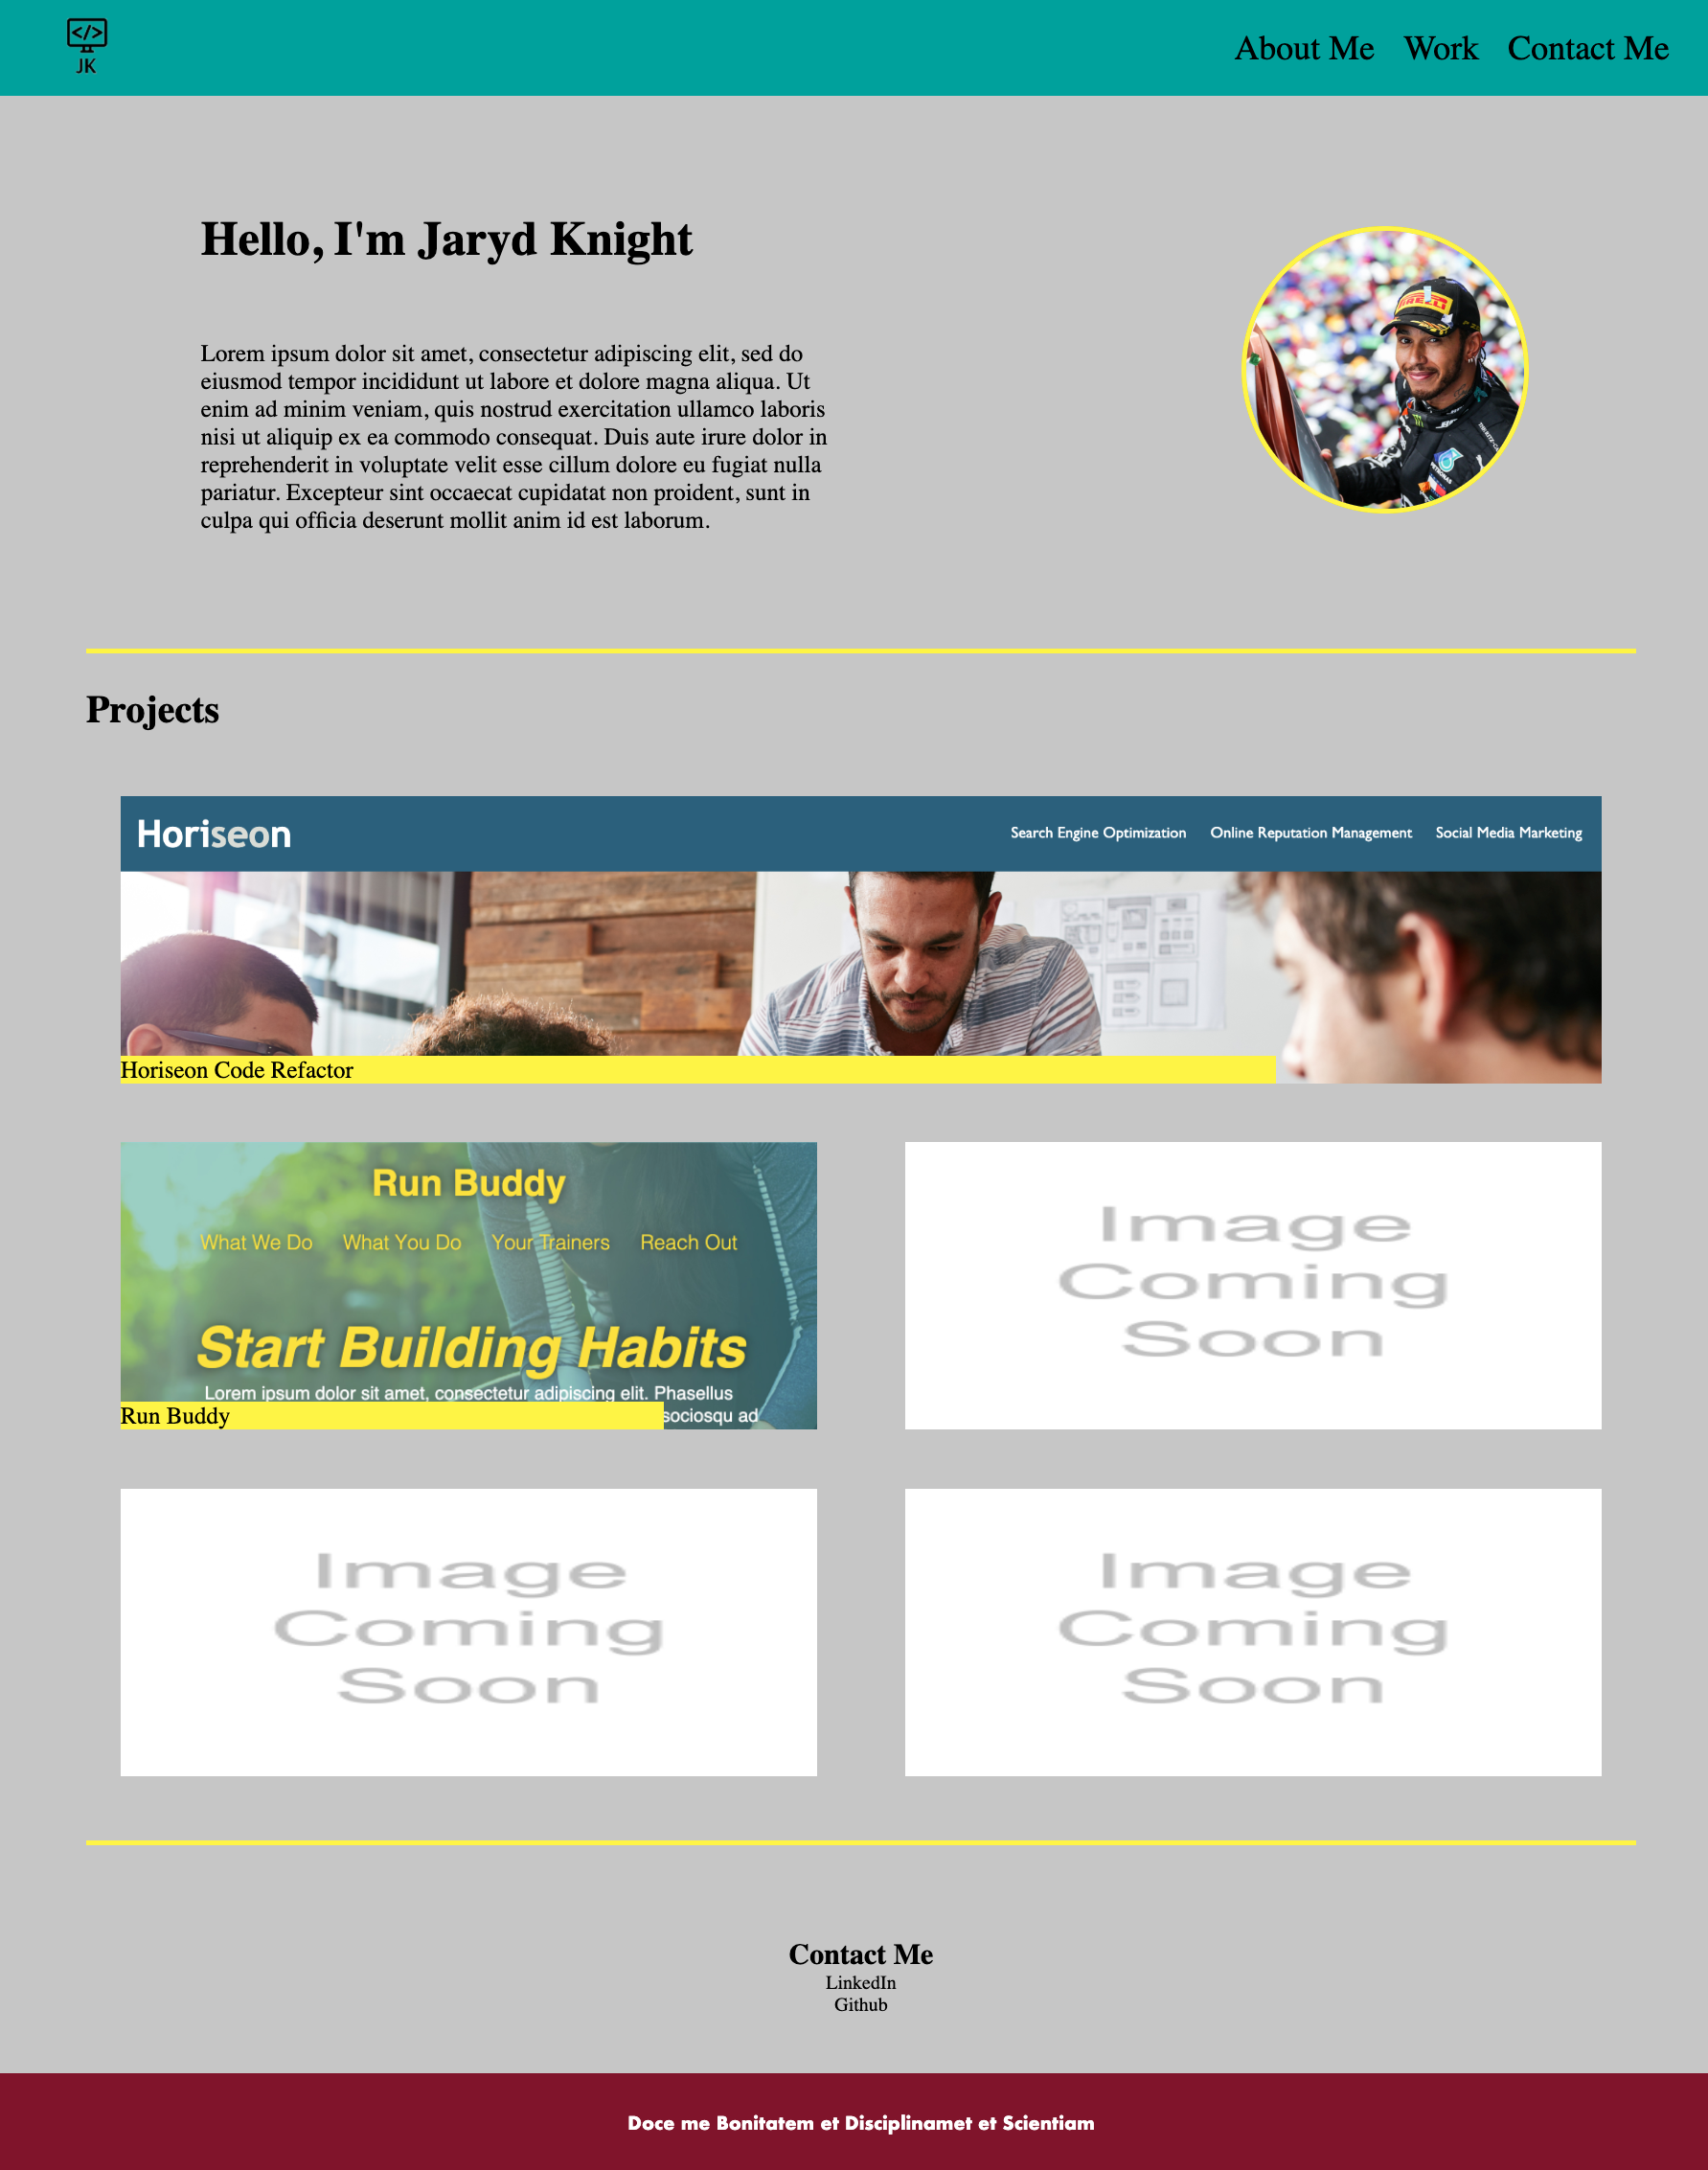 </>
JK
About Me Work Contact Me
Hello, I'm Jaryd Knight
Lorem ipsum dolor sit amet, consectetur adipiscing elit, sed do
eiusmod tempor incididunt ut labore et dolore magna aliqua. Ut
enim ad minim veniam, quis nostrud exercitation ullamco laboris
nisi ut aliquip ex ea commodo consequat. Duis aute irure dolor in
reprehenderit in voluptate velit esse cillum dolore eu fugiat nulla
pariatur. Excepteur sint occaecat cupidatat non proident, sunt in
culpa qui officia deserunt mollit anim id est laborum.
PIRELLI
Projects
Horiseon
Search Engine Optimization Online Reputation Management Social Media Marketing
Horiseon Code Refactor
Run Buddy
What We Do What You Do Your Trainers Reach Out
Start Building Habits
Lorem ipsum dolor sit amet, consectetur adipiscing elit. Phasellus
sociosqu ad
Run Buddy
Image
Coming
Soon
Image
Coming
Soon
Image
Coming
Soon
Contact Me
LinkedIn
Github
Doce me Bonitatem et Disciplinamet et Scientiam